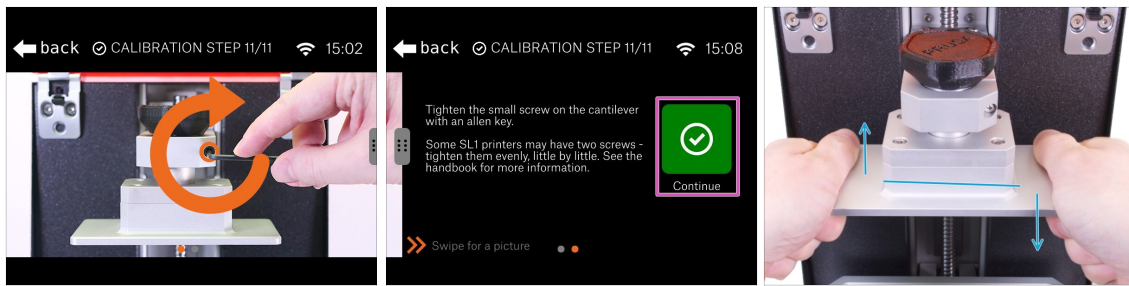 back
CALIBRATION STEP 11/11
15:02
back
CALIBRATION STEP 11/11
15:08
Tighten the small screw on the cantilever
with an allen key.
Some SL1 printers may have two screws -
tighten them evenly, little by little. See the
handbook for more information.
Continue
Swipe for a picture
PRUSA